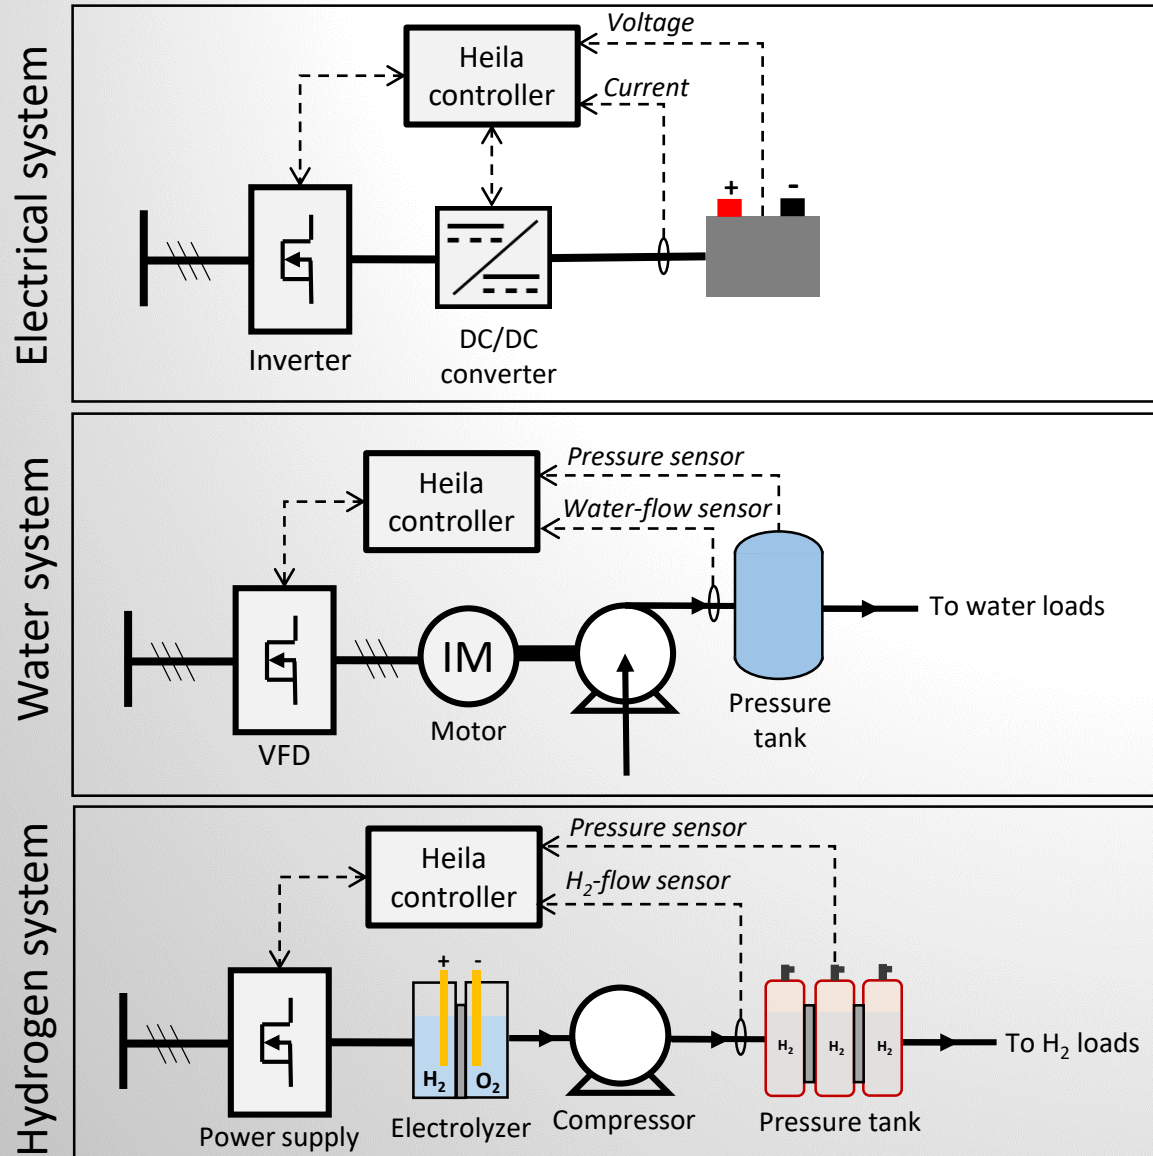 Electrical system
Voltage
Heila
controller
Current
+
-
Inverter
DC/DC
converter
Water system
Pressure sensor
Heila
controller
Water-flow sensor
To water loads
IM
Motor
VFD
Pressure
tank
Hydrogen system
Pressure sensor
Heila
controller
H₂-flow sensor
+ -
H₂ O₂
H₂ H₂ H₂
To H₂ loads
Power supply
Electrolyzer
Compressor
Pressure tank